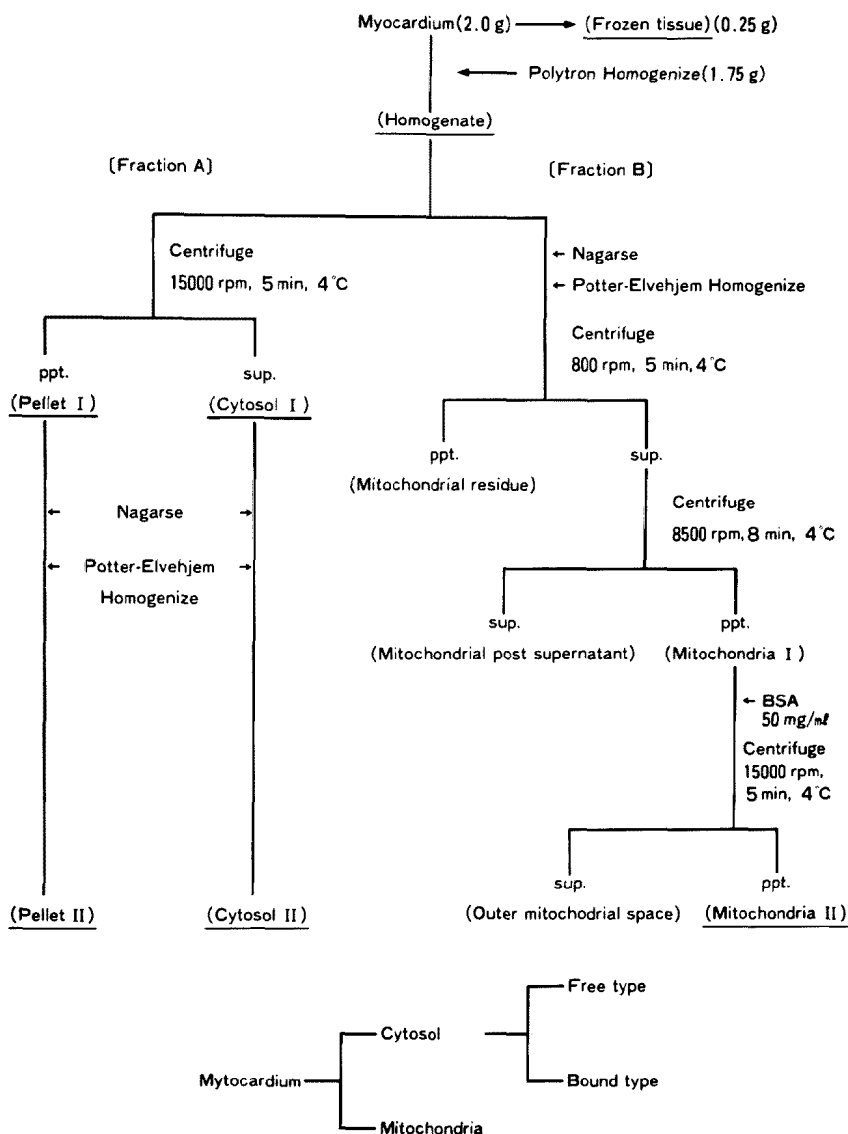 Myocardium (2.0 g) (Frozen tissue) (0.25 g)
Polytron Homogenize (1.75 g)
(Homogenate)
[Fraction A]
[Fraction B]
Centrifuge
15000 rpm, 5 min, 4°C
Nagarse
Potter-Elvehjem Homogenize
Centrifuge
800 rpm, 5 min, 4°C
ppt.
(Pellet I)
sup.
(Cytosol I)
ppt.
(Mitochondrial residue)
sup.
Nagarse
Potter-Elvehjem
Homogenize
Centrifuge
8500 rpm, 8 min, 4°C
sup.
(Mitochondrial post supernatant)
ppt.
(Mitochondria I)
BSA
50 mg/ml
Centrifuge
15000 rpm,
5 min, 4°C
sup.
(Outer mitochodrial space)
ppt.
(Mitochondria II)
(Pellet II)
(Cytosol II)
Free type
Cytosol
Bound type
Mytocardium
Mitochondria